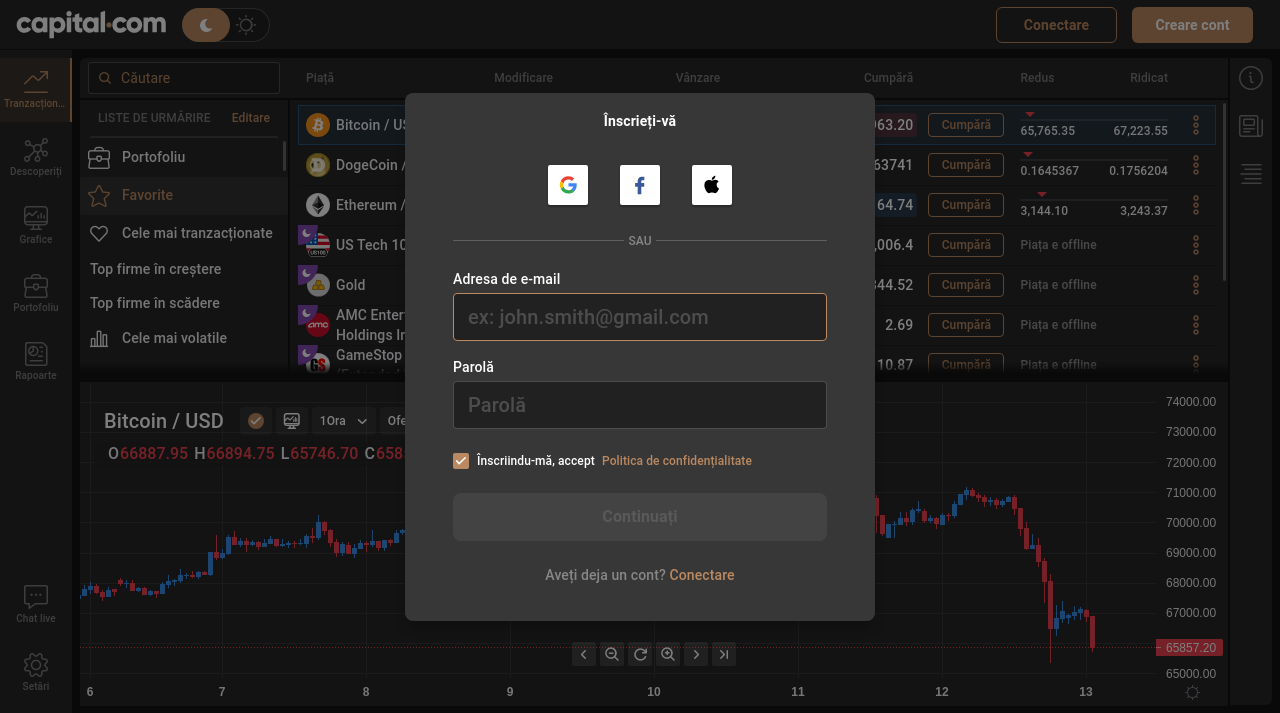 capital.com
Conectare
Creare cont
Tranzacțion...
Descoperiți
Grafice
Portofoliu
Rapoarte
Chat live
Setări
Căutare
LISTE DE URMĂRIRE Editare
Portofoliu
Favorite
Cele mai tranzacționate
Top firme în creștere
Top firme în scădere
Cele mai volatile
Piață Modificare Vânzare Cumpără Redus Ridicat
Bitcoin / 63.20 Cumpără 65,765.35 67,223.55
DogeCoin / 63741 Cumpără 0.1645367 0.1756204
Ethereum / 64.74 Cumpără 3,144.10 3,243.37
US Tech 10 ,006.4 Cumpără Piața e offline
Gold 344.52 Cumpără Piața e offline
AMC Enter
Holdings In 2.69 Cumpără Piața e offline
GameStop 10.87 Cumpără Piața e offline
Înscrieți-vă
SAU
Adresa de e-mail
ex: john.smith@gmail.com
Parolă
Parolă
Înscriindu-mă, accept Politica de confidențialitate
Continuați
Aveți deja un cont? Conectare
Bitcoin / USD 1Ora Ofe
O66887.95 H66894.75 L65746.70 C658
74000.00
73000.00
72000.00
71000.00
70000.00
69000.00
68000.00
67000.00
65857.20
65000.00
6 7 8 9 10 11 12 13